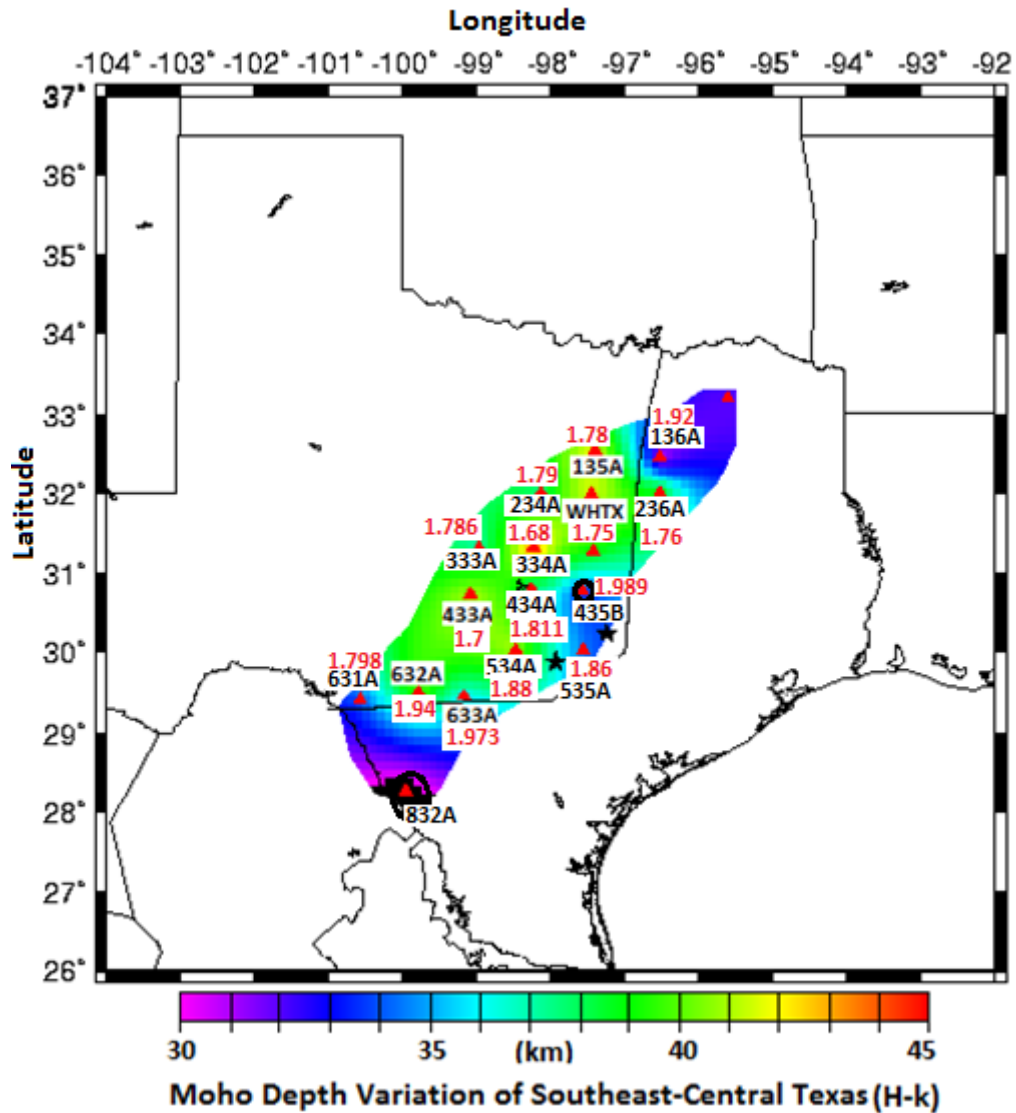 Longitude
-104 -103 -102 -101 -100 -99 -98 -97 -96 -95 -94 -93 -92
Latitude
37°
36°
35°
34°
33°
32°
31°
30°
29°
28°
27°
26°
1.92
136A
1.78
135A
1.79
234A
WHTX
236A
1.786
1.68
1.75
1.76
333A
334A
1.989
433A
434A
435B
1.7
1.811
1.798
631A
632A
534A
1.86
1.94
1.88
535A
633A
1.973
832A
30 35 (km) 40 45
Moho Depth Variation of Southeast-Central Texas (H-k)